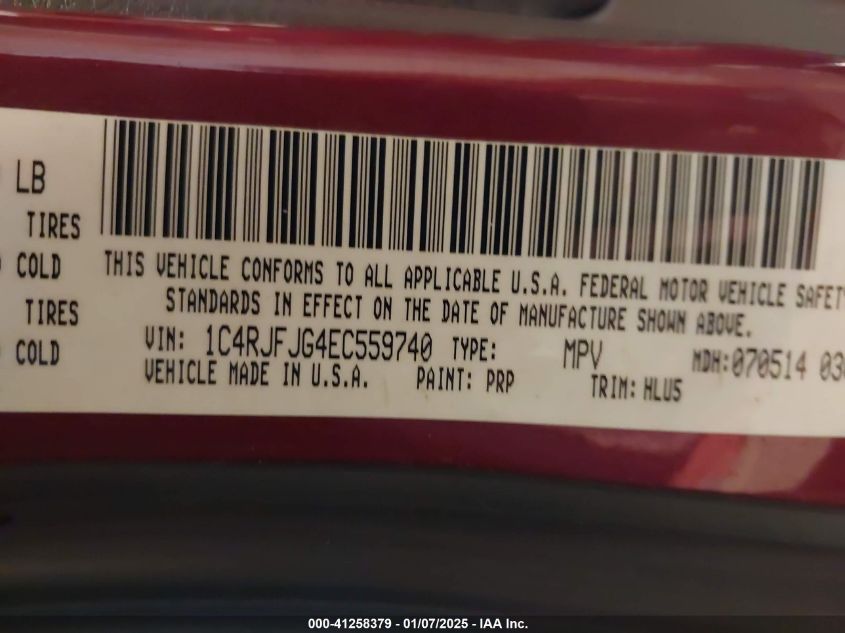 LB
TIRES
COLD
TIRES
COLD
THIS VEHICLE CONFORMS TO ALL APPLICABLE U.S.A. FEDERAL MOTOR VEHICLE SAFETY
STANDARDS IN EFFECT ON THE DATE OF MANUFACTURE SHOWN ABOVE.
VIN: 1C4RJFJG4EC559740 TYPE: MPV MDH:070514 03
VEHICLE MADE IN U.S.A. PAINT: PRP TRIM: HLU5
000-41258379 - 01/07/2025 - IAA Inc.